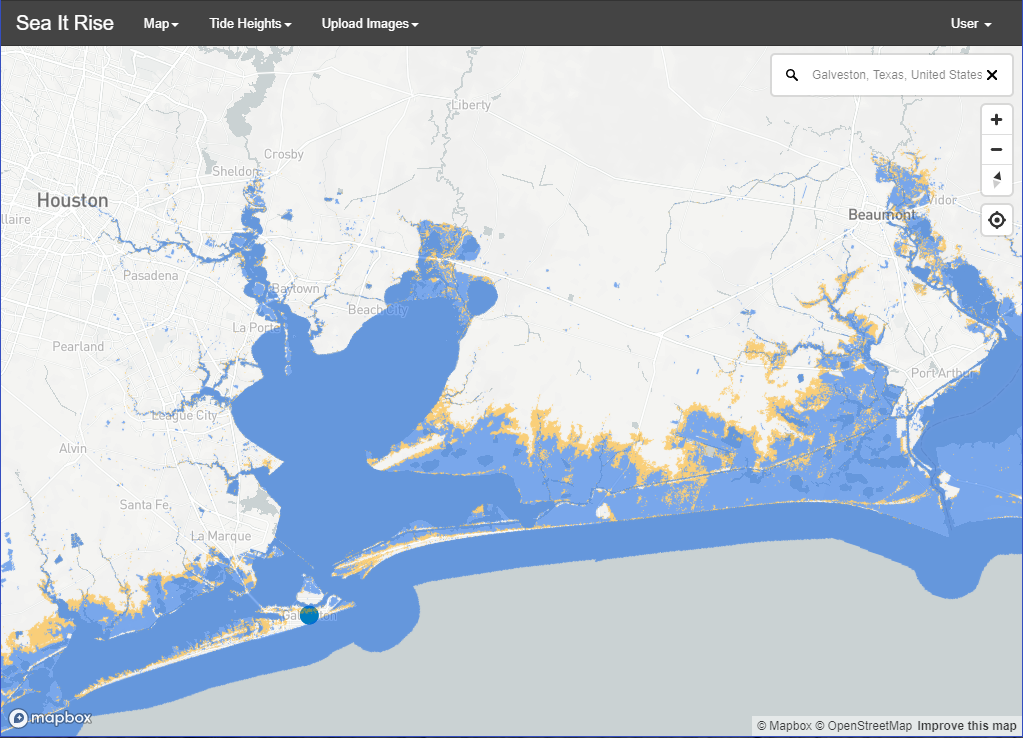 Sea It Rise Map Tide Heights Upload Images User
Galveston, Texas, United States
Liberty
Crosby
Sheldon
Houston
llaire
Beaumont
Vidor
Pasadena
Baytown
Beach City
La Porte
Pearland
Port Arthur
League City
Alvin
Santa Fe
La Marque
mapbox
© Mapbox © OpenStreetMap Improve this map